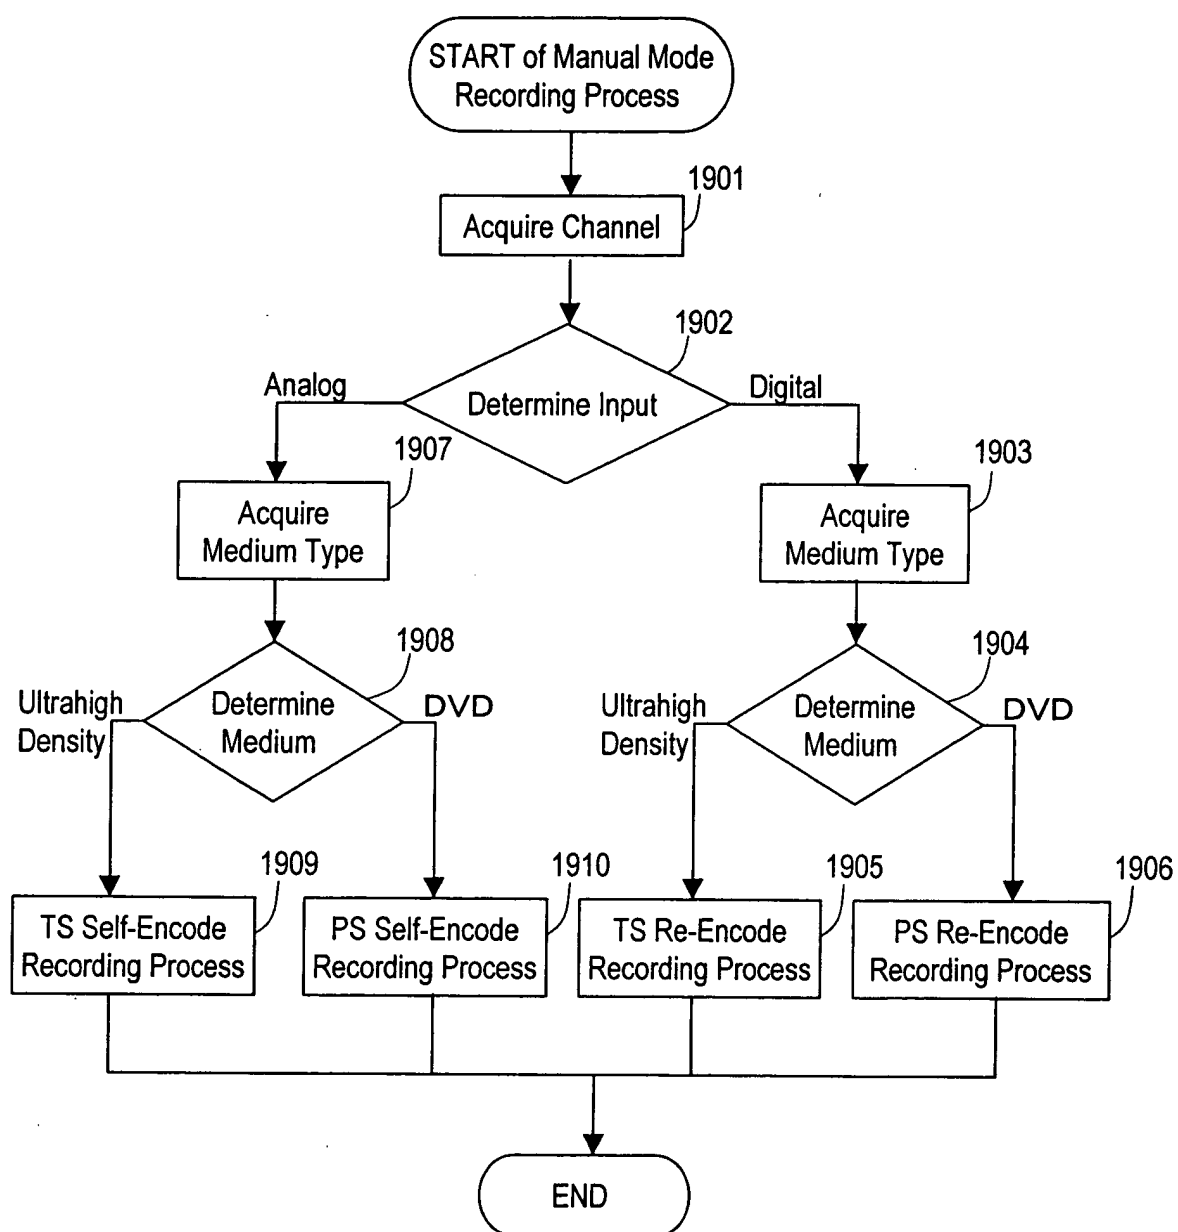 START of Manual Mode
Recording Process
1901
Acquire Channel
1902
Analog
Determine Input
Digital
1907
1903
Acquire
Medium Type
Acquire
Medium Type
1908
1904
Ultrahigh
Density
Determine
Medium
DVD
Ultrahigh
Density
Determine
Medium
DVD
1909
1910
1905
1906
TS Self-Encode
Recording Process
PS Self-Encode
Recording Process
TS Re-Encode
Recording Process
PS Re-Encode
Recording Process
END